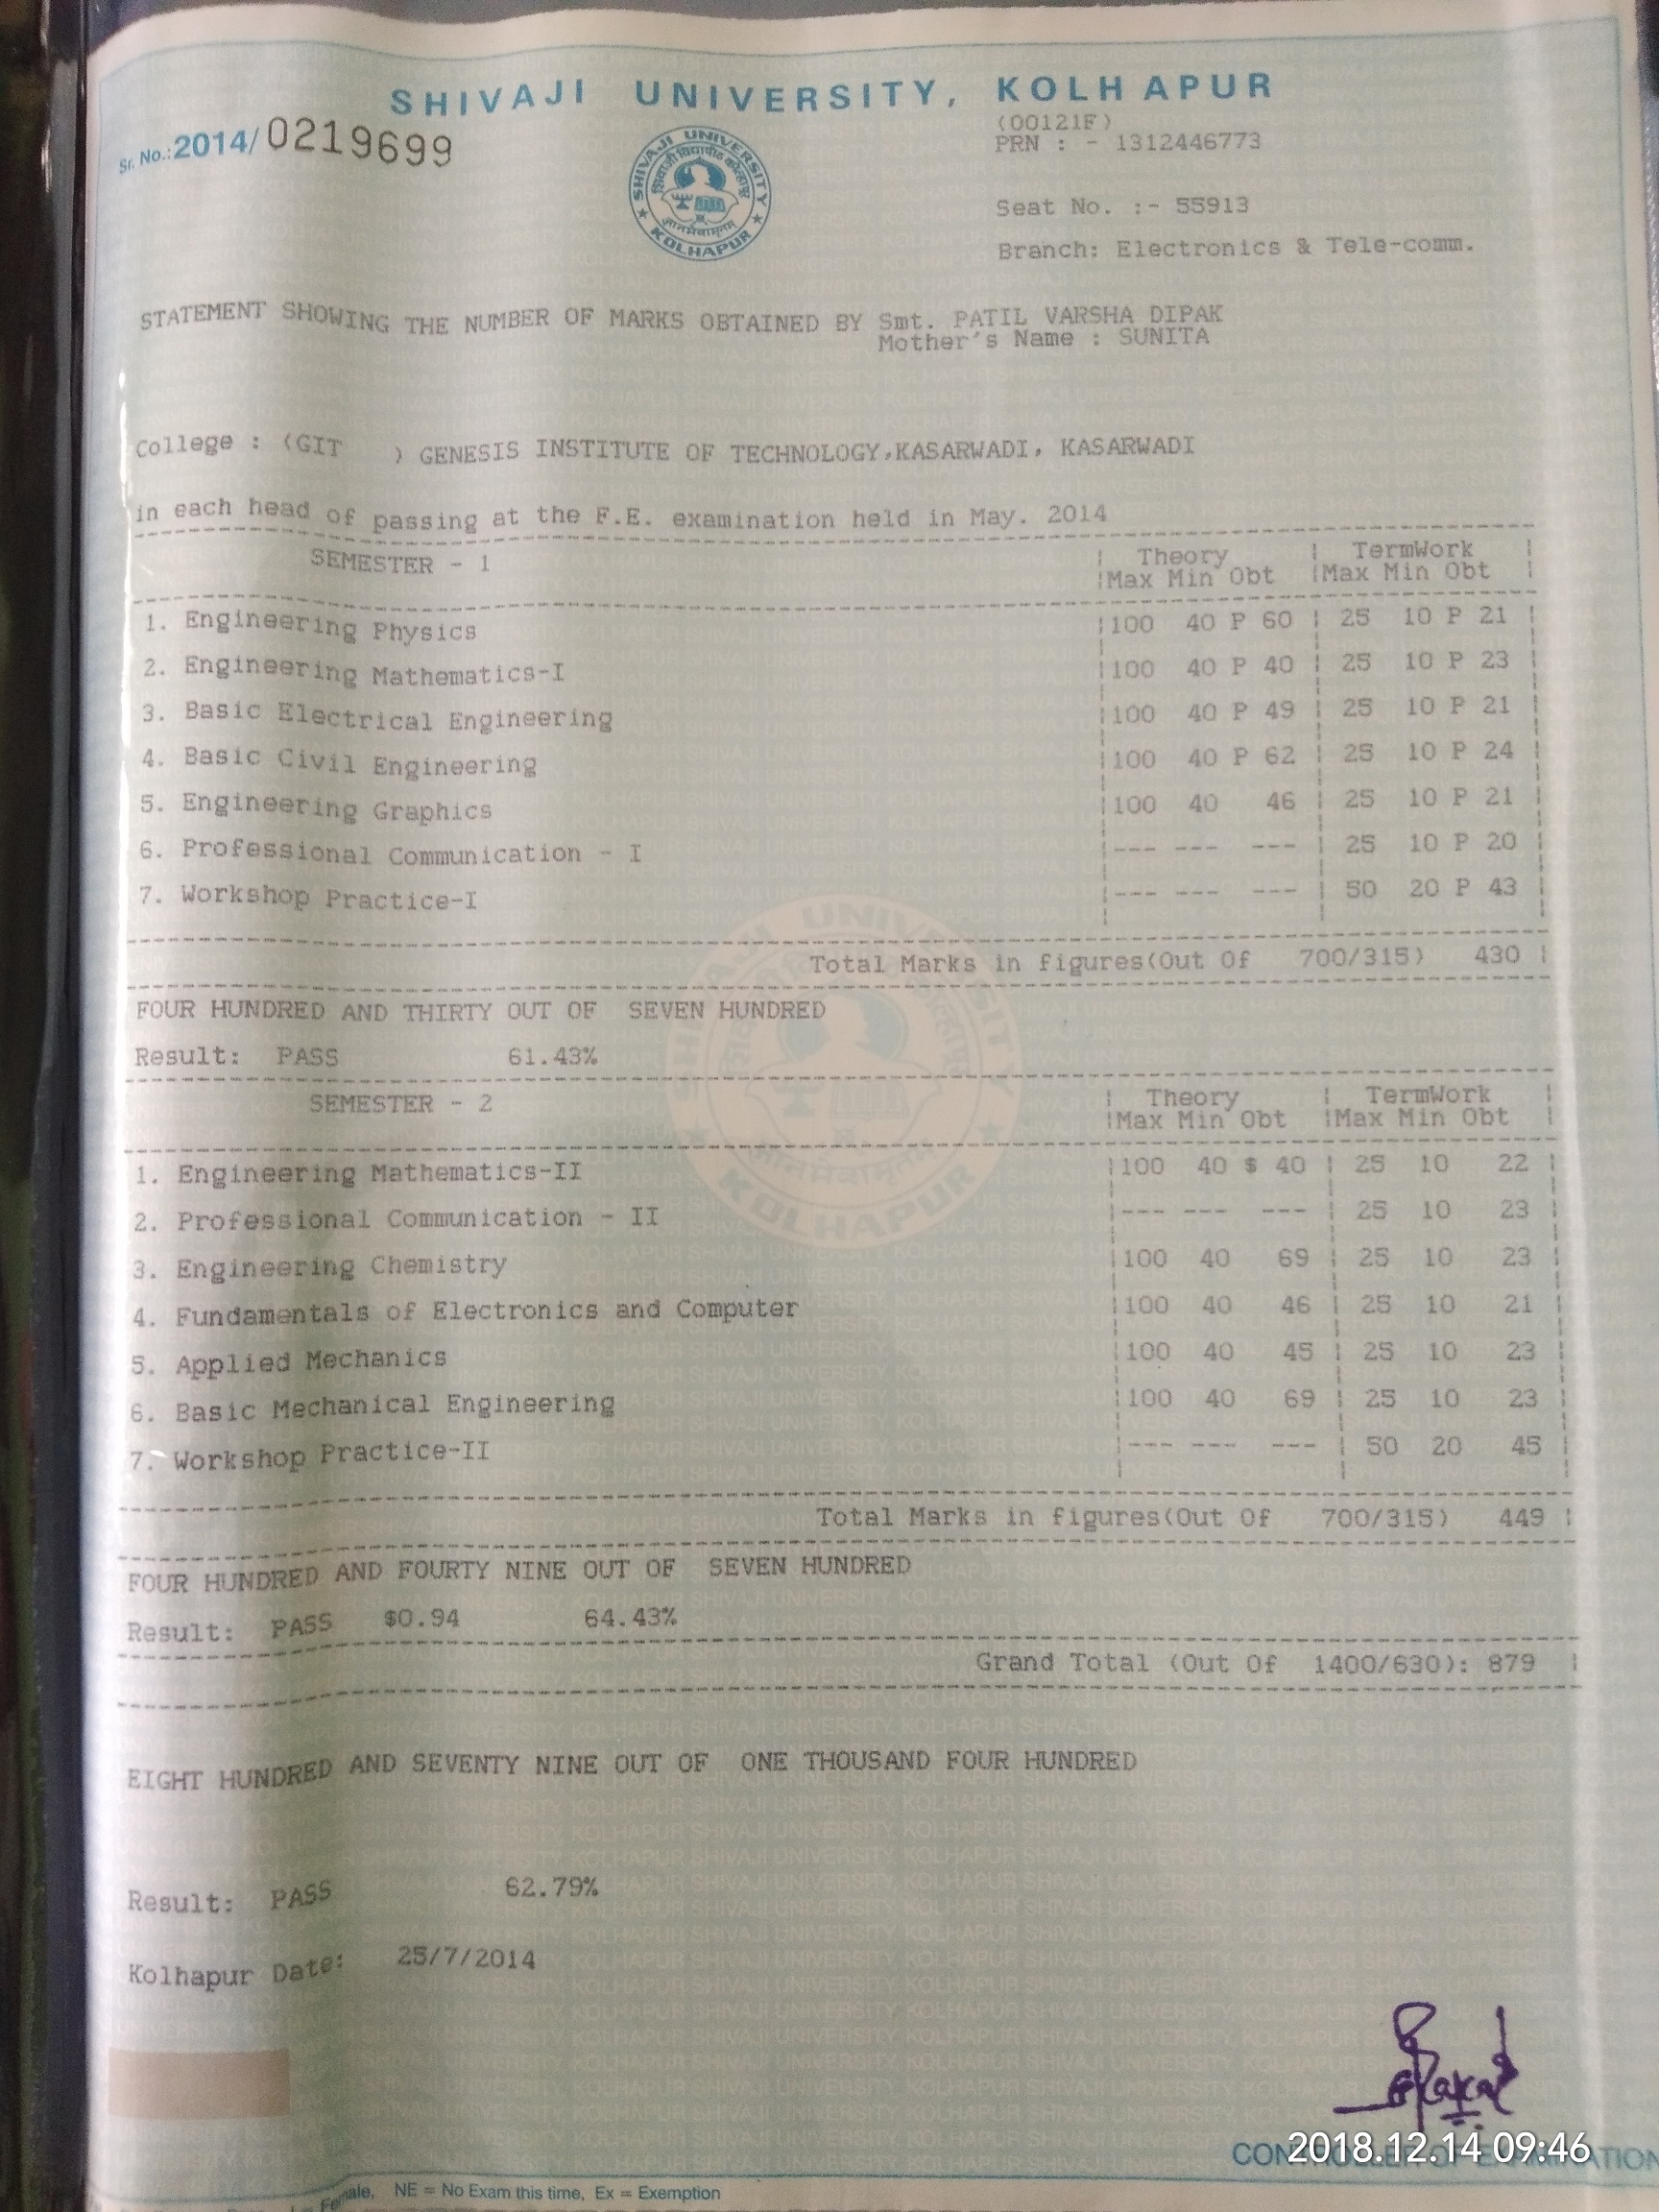 SHIVAJI UNIVERSITY, KOLHAPUR
Sr. No.:2014/0219699
(00121F)
PRN : - 1312446773
SHIVAJI UNIVERSITY
शिवाजी विद्यापीठ कोल्हापूर
ज्ञानमेवामृतम
KOLHAPUR
Seat No. :- 55913
Branch: Electronics & Tele-comm.
STATEMENT SHOWING THE NUMBER OF MARKS OBTAINED BY Smt. PATIL VARSHA DIPAK
Mother's Name : SUNITA
College : (GIT ) GENESIS INSTITUTE OF TECHNOLOGY,KASARWADI, KASARWADI
in each head of passing at the F.E. examination held in May. 2014
SEMESTER - 1 | Theory | TermWork |
|Max Min Obt |Max Min Obt |
1. Engineering Physics |100 40 P 60 | 25 10 P 21 |
2. Engineering Mathematics-I |100 40 P 40 | 25 10 P 23 |
3. Basic Electrical Engineering |100 40 P 49 | 25 10 P 21 |
4. Basic Civil Engineering |100 40 P 62 | 25 10 P 24 |
5. Engineering Graphics |100 40 46 | 25 10 P 21 |
6. Professional Communication - I |--- --- --- | 25 10 P 20 |
7. Workshop Practice-I |--- --- --- | 50 20 P 43 |
Total Marks in figures(Out Of 700/315) 430 |
FOUR HUNDRED AND THIRTY OUT OF SEVEN HUNDRED
Result: PASS 61.43%
SEMESTER - 2 | Theory | TermWork |
|Max Min Obt |Max Min Obt |
1. Engineering Mathematics-II |100 40 $ 40 | 25 10 22 |
2. Professional Communication - II |--- --- --- | 25 10 23 |
3. Engineering Chemistry |100 40 69 | 25 10 23 |
4. Fundamentals of Electronics and Computer |100 40 46 | 25 10 21 |
5. Applied Mechanics |100 40 45 | 25 10 23 |
6. Basic Mechanical Engineering |100 40 69 | 25 10 23 |
7. Workshop Practice-II |--- --- --- | 50 20 45 |
Total Marks in figures(Out Of 700/315) 449 |
FOUR HUNDRED AND FOURTY NINE OUT OF SEVEN HUNDRED
Result: PASS $0.94 64.43%
Grand Total (Out Of 1400/630): 879 |
EIGHT HUNDRED AND SEVENTY NINE OUT OF ONE THOUSAND FOUR HUNDRED
Result: PASS 62.79%
Kolhapur Date: 25/7/2014
2018.12.14 09:46
CONTROLLER OF EXAMINATION
Female, NE = No Exam this time, Ex = Exemption